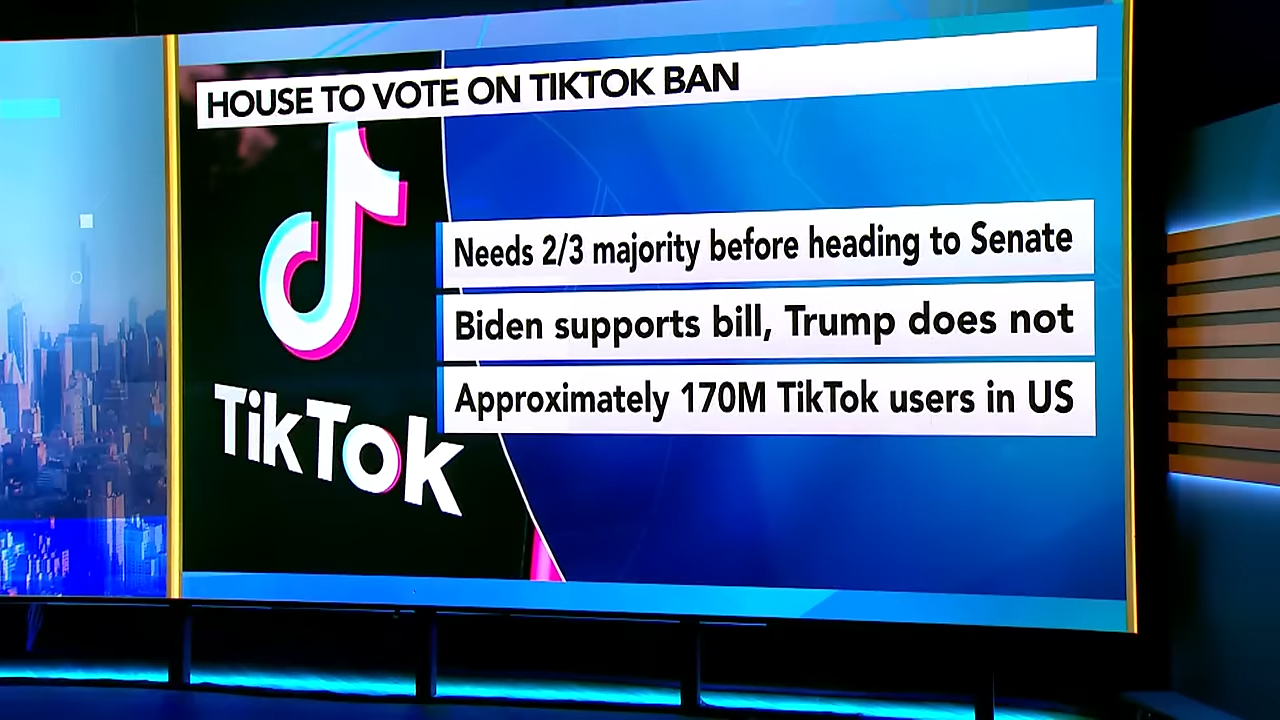 HOUSE TO VOTE ON TIKTOK BAN
Needs 2/3 majority before heading to Senate
Biden supports bill, Trump does not
Approximately 170M TikTok users in US
TikTok